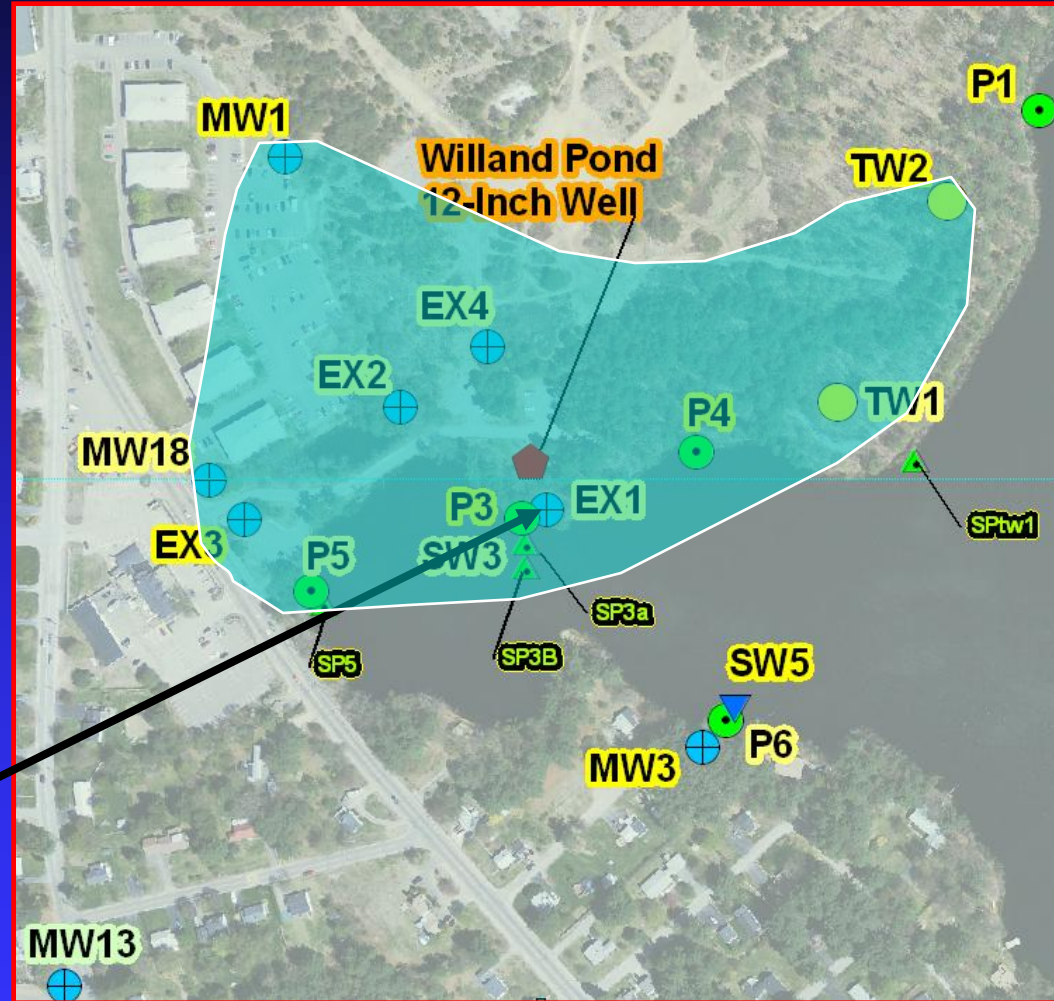 P1
MW1
Willand Pond
12-Inch Well
TW2
EX4
EX2
P4
TW1
MW18
P3
EX1
EX3
SW3
P5
SPtw1
SP3a
SP3B
SP5
SW5
P6
MW3
MW13